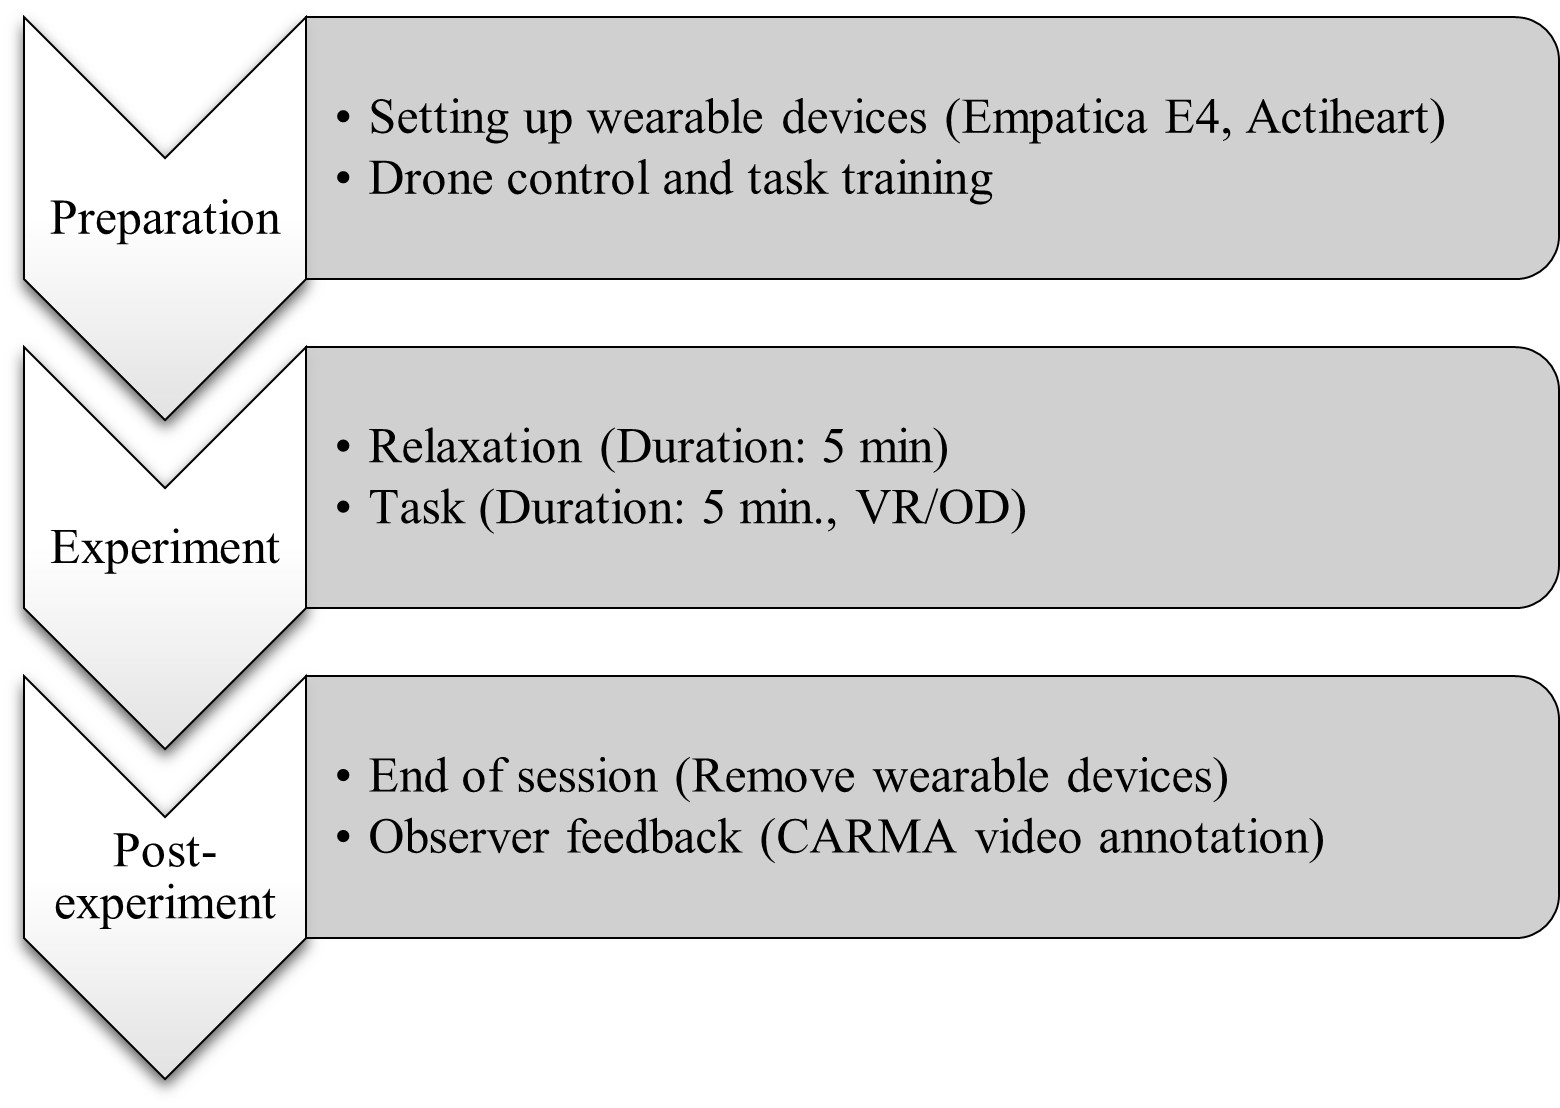 Preparation
• Setting up wearable devices (Empatica E4, Actiheart)
• Drone control and task training
Experiment
• Relaxation (Duration: 5 min)
• Task (Duration: 5 min., VR/OD)
Post-
experiment
• End of session (Remove wearable devices)
• Observer feedback (CARMA video annotation)